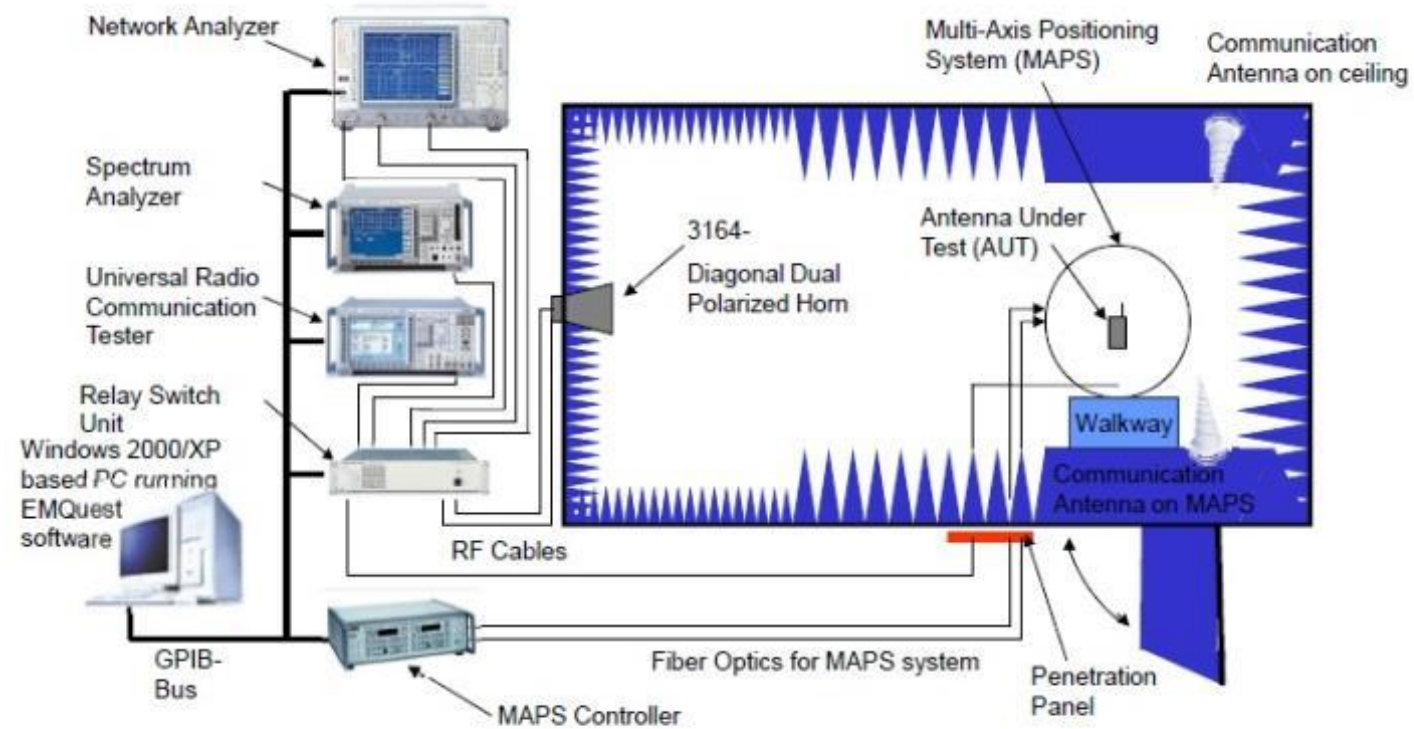 Network Analyzer
Multi-Axis Positioning
System (MAPS)
Communication
Antenna on ceiling
Spectrum
Analyzer
3164-
Diagonal Dual
Polarized Horn
Antenna Under
Test (AUT)
Universal Radio
Communication
Tester
Relay Switch
Unit
Windows 2000/XP
based PC running
EMQuest
software
Walkway
Communication
Antenna on MAPS
RF Cables
GPIB-
Bus
Fiber Optics for MAPS system
Penetration
Panel
MAPS Controller